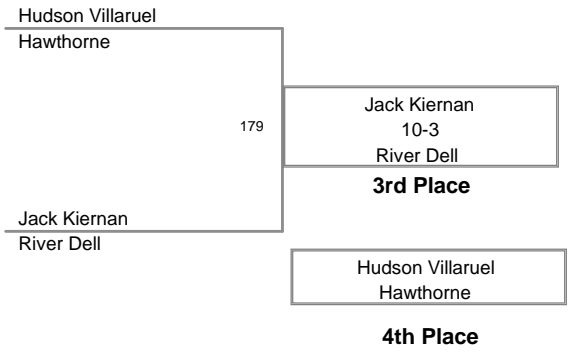 Hudson Villaruel
Hawthorne
179
Jack Kiernan
10-3
River Dell
3rd Place
Jack Kiernan
River Dell
Hudson Villaruel
Hawthorne
4th Place